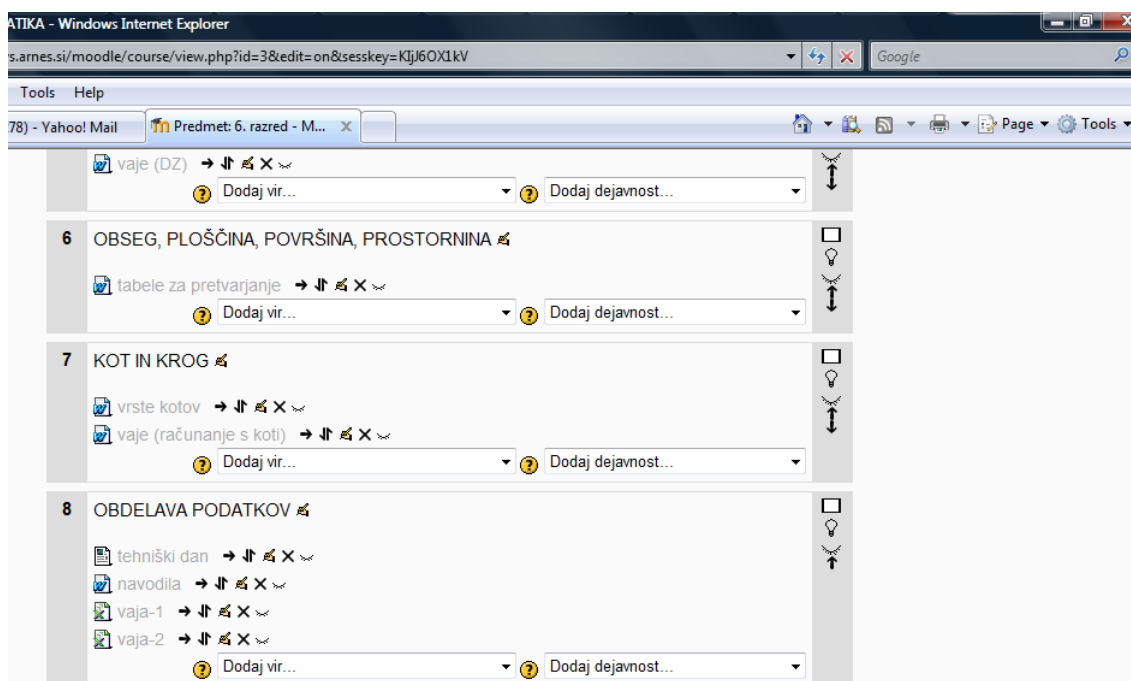 ATIKA - Windows Internet Explorer
s.arnes.si/moodle/course/view.php?id=3&edit=on&sesskey=KIjJ6OX1kV Google
Tools Help
78) - Yahoo! Mail Predmet: 6. razred - M... Page Tools
vaje (DZ)
Dodaj vir... Dodaj dejavnost...
6 OBSEG, PLOŠČINA, POVRŠINA, PROSTORNINA
tabele za pretvarjanje
Dodaj vir... Dodaj dejavnost...
7 KOT IN KROG
vrste kotov
vaje (računanje s koti)
Dodaj vir... Dodaj dejavnost...
8 OBDELAVA PODATKOV
tehniški dan
navodila
vaja-1
vaja-2
Dodaj vir... Dodaj dejavnost...